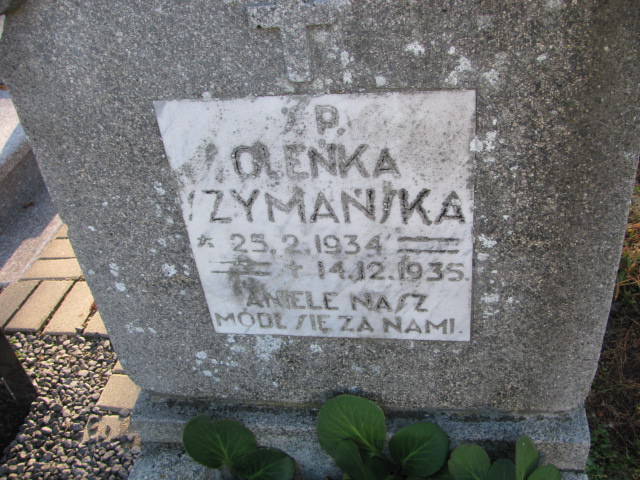 Ś.P.
OLEŃKA
SZYMAŃSKA
* 25.2.1934
+ 14.12.1935.
ANIELE NASZ
MÓDL SIĘ ZA NAMI.